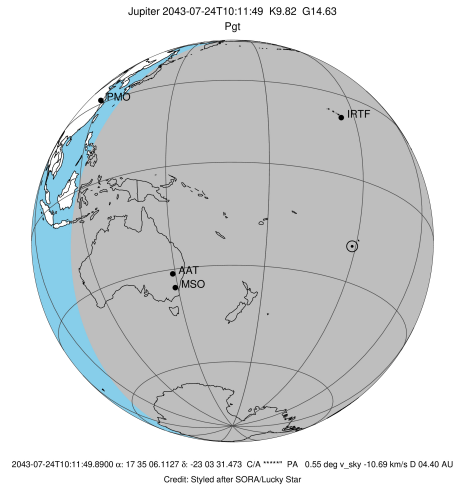 Jupiter 2043-07-24T10:11:49 K9.82 G14.63
Pgt
PMO
IRTF
AAT
MSO
2043-07-24T10:11:49.8900 α: 17 35 06.1127 δ: -23 03 31.473 C/A *****" PA 0.55 deg v_sky -10.69 km/s D 04.40 AU
Credit: Styled after SORA/Lucky Star